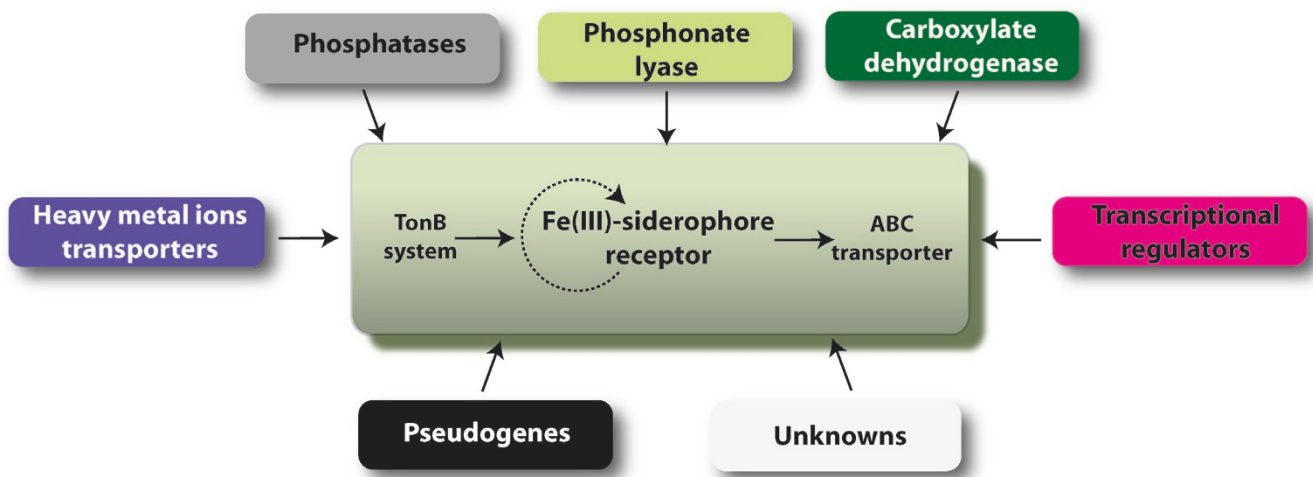 Phosphatases
Phosphonate
lyase
Carboxylate
dehydrogenase
Heavy metal ions
transporters
TonB
system
Fe(III)-siderophore
receptor
ABC
transporter
Transcriptional
regulators
Pseudogenes
Unknowns